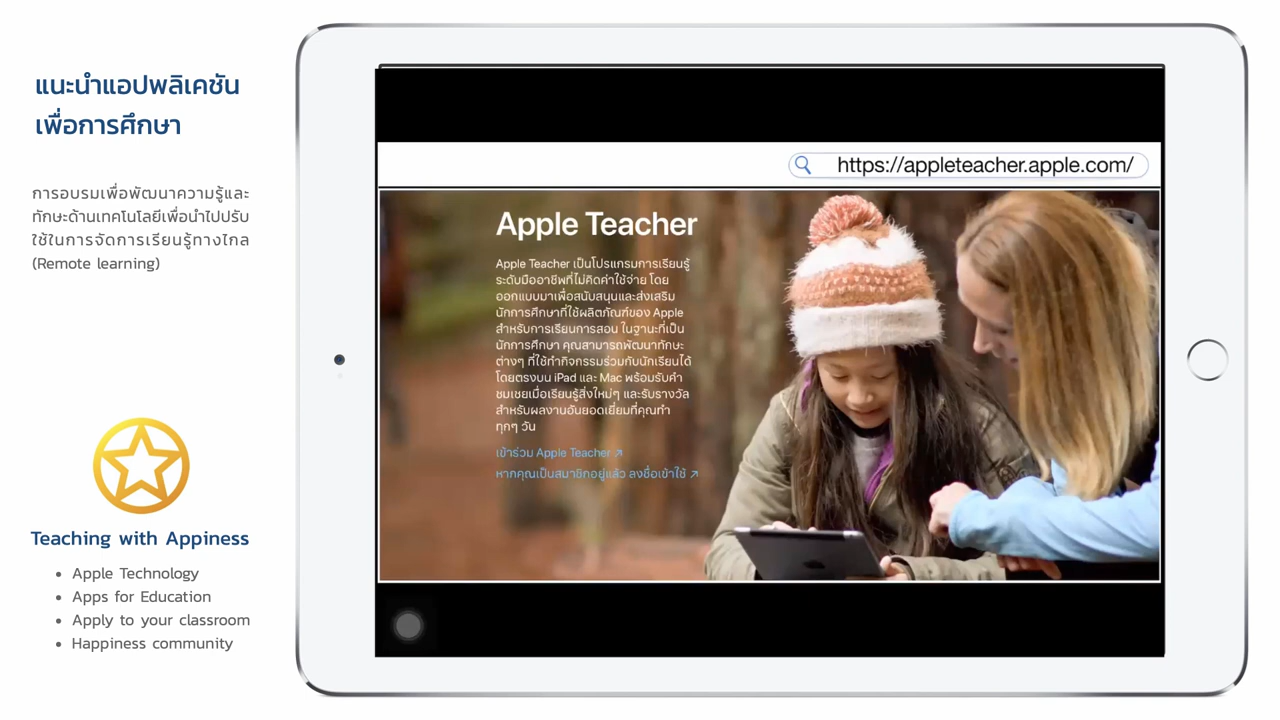 แนะนำแอปพลิเคชัน
เพื่อการศึกษา
การอบรมเพื่อพัฒนาความรู้และ
ทักษะด้านเทคโนโลยีเพื่อนำไปปรับ
ใช้ในการจัดการเรียนรู้ทางไกล
(Remote learning)
Teaching with Appiness
• Apple Technology
• Apps for Education
• Apply to your classroom
• Happiness community
https://appleteacher.apple.com/
Apple Teacher
Apple Teacher เป็นโปรแกรมการเรียนรู้
ระดับมืออาชีพที่ไม่คิดค่าใช้จ่าย โดย
ออกแบบมาเพื่อสนับสนุนและส่งเสริม
นักการศึกษาที่ใช้ผลิตภัณฑ์ของ Apple
สำหรับการเรียนการสอน ในฐานะที่เป็น
นักการศึกษา คุณสามารถพัฒนาทักษะ
ต่างๆ ที่ใช้ทำกิจกรรมร่วมกับนักเรียนได้
โดยตรงบน iPad และ Mac พร้อมรับคำ
ชมเชยเมื่อเรียนรู้สิ่งใหม่ๆ และรับรางวัล
สำหรับผลงานอันยอดเยี่ยมที่คุณทำ
ทุกๆ วัน
เข้าร่วม Apple Teacher ↗
หากคุณเป็นสมาชิกอยู่แล้ว ลงชื่อเข้าใช้ ↗